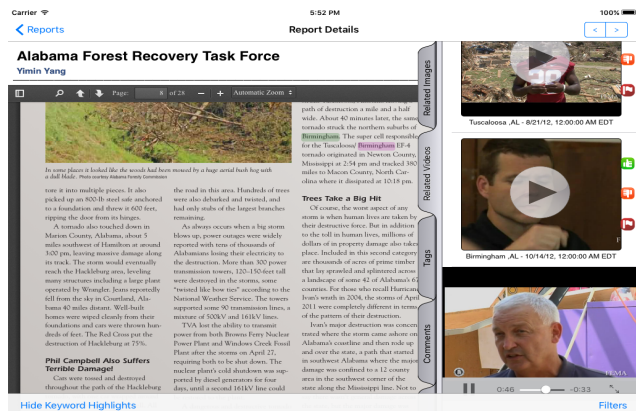 Carrier
5:52 PM
100%
Reports
Report Details
< >
Alabama Forest Recovery Task Force
Yimin Yang
Page: 8 of 28 − + Automatic Zoom
In some places it looked like the woods had been mowed by a huge aerial bush hog with
a dull blade. Photo courtesy Alabama Forestry Commission
tore it into multiple pieces. It also
picked up an 800-lb steel safe anchored
to a foundation and threw it 600 feet,
ripping the door from its hinges.
A tornado also touched down in
Marion County, Alabama, about 5
miles southwest of Hamilton at around
3:00 pm, leaving massive damage along
its track. The storm would eventually
reach the Hackleburg area, leveling
many structures including a large plant
operated by Wrangler. Jeans reportedly
fell from the sky in Courtland, Ala-
bama 40 miles distant. Well-built
homes were wiped cleanly from their
foundations and cars were thrown hun-
dreds of feet. The Red Cross put the
destruction of Hackleburg at 75%.
Phil Campbell Also Suffers
Terrible Damage!
Cars were tossed and destroyed
throughout the path of the Hackleburg
the road in this area. Hundreds of trees
were also debarked and twisted, and
had only stubs of the largest branches
remaining.
As always occurs when a big storm
blows up, power outages were widely
reported with tens of thousands of
Alabamians losing their electricity to
the destruction. More than 300 power
transmission towers, 120-150-feet tall
were destroyed in the storms, some
"twisted like bow ties" according to the
National Weather Service. The towers
supported some 90 transmission lines, a
mixture of 500kV and 161kV lines.
TVA lost the ability to transmit
power from both Browns Ferry Nuclear
Power Plant and Windows Creek Fossil
Plant after the storms on April 27,
requiring both to be shut down. The
nuclear plant's cold shutdown was sup-
ported by diesel generators for four
days, until a second 161kV line could
path of destruction a mile and a half
wide. About 40 minutes later, the same
tornado struck the northern suburbs of
Birmingham. The super cell responsible
for the Tuscaloosa/ Birmingham EF-4
tornado originated in Newton County,
Mississippi at 2:54 pm and tracked 380
miles to Macon County, North Car-
olina where it dissipated at 10:18 pm.
Trees Take a Big Hit
Of course, the worst aspect of any
storm is when human lives are taken by
their destructive force. But in addition
to the toll in human lives, millions of
dollars of in property damage also takes
place. Included in this second category
are thousands of acres of prime timber
that lay sprawled and splintered across
a landscape of some 42 of Alabama's 67
counties. For those who recall Hurricane
Ivan's wrath in 2004, the storms of April
2011 were completely different in terms
of the pattern of their destruction.
Ivan's major destruction was concen-
trated where the storm came ashore on
Alabama's coastline and then rode up
and over the state, a path that started
in southwest Alabama where the major
damage was confined to a 12 county
area in the southwest corner of the
state along the Mississippi line. Not to
Related Images
Related Videos
Tags
Comments
Tuscaloosa ,AL - 8/21/12, 12:00:00 AM EDT
Birmingham ,AL - 10/14/12, 12:00:00 AM EDT
FEMA
0:46
-0:33
Hide Keyword Highlights
Filters